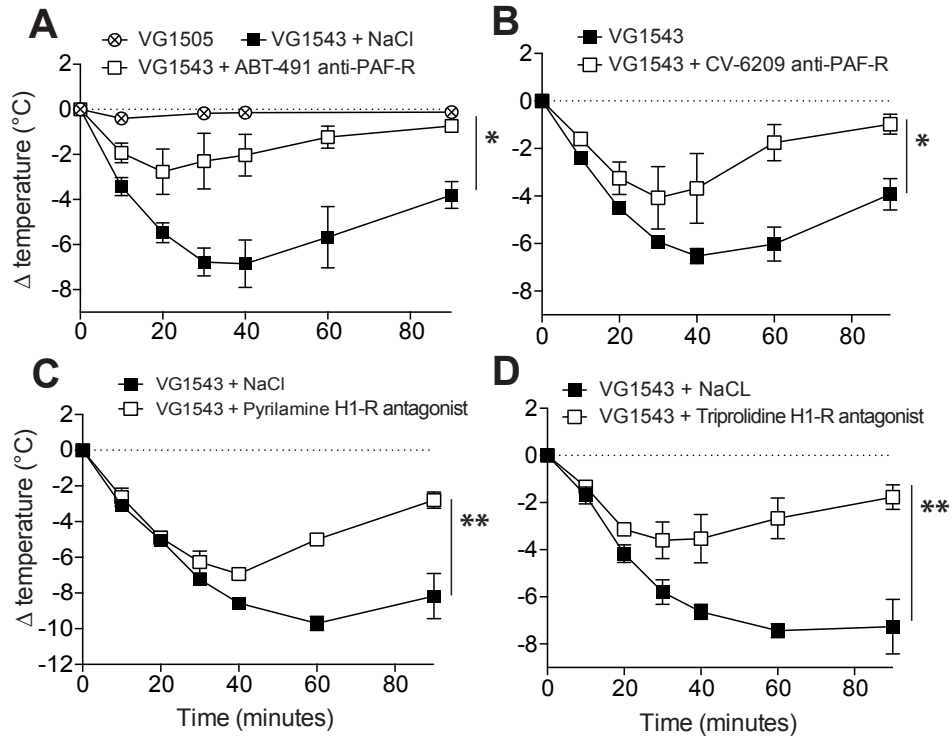 A
VG1505 VG1543 + NaCl
VG1543 + ABT-491 anti-PAF-R
2
0
-2
-4
-6
-8
Δ temperature (°C)
*
0 20 40 60 80
B
VG1543
VG1543 + CV-6209 anti-PAF-R
2
0
-2
-4
-6
-8
*
0 20 40 60 80
C
VG1543 + NaCl
VG1543 + Pyrilamine H1-R antagonist
2
0
-2
-4
-6
-8
-10
-12
Δ temperature (°C)
**
0 20 40 60 80
Time (minutes)
D
VG1543 + NaCL
VG1543 + Triprolidine H1-R antagonist
2
0
-2
-4
-6
-8
**
0 20 40 60 80
Time (minutes)